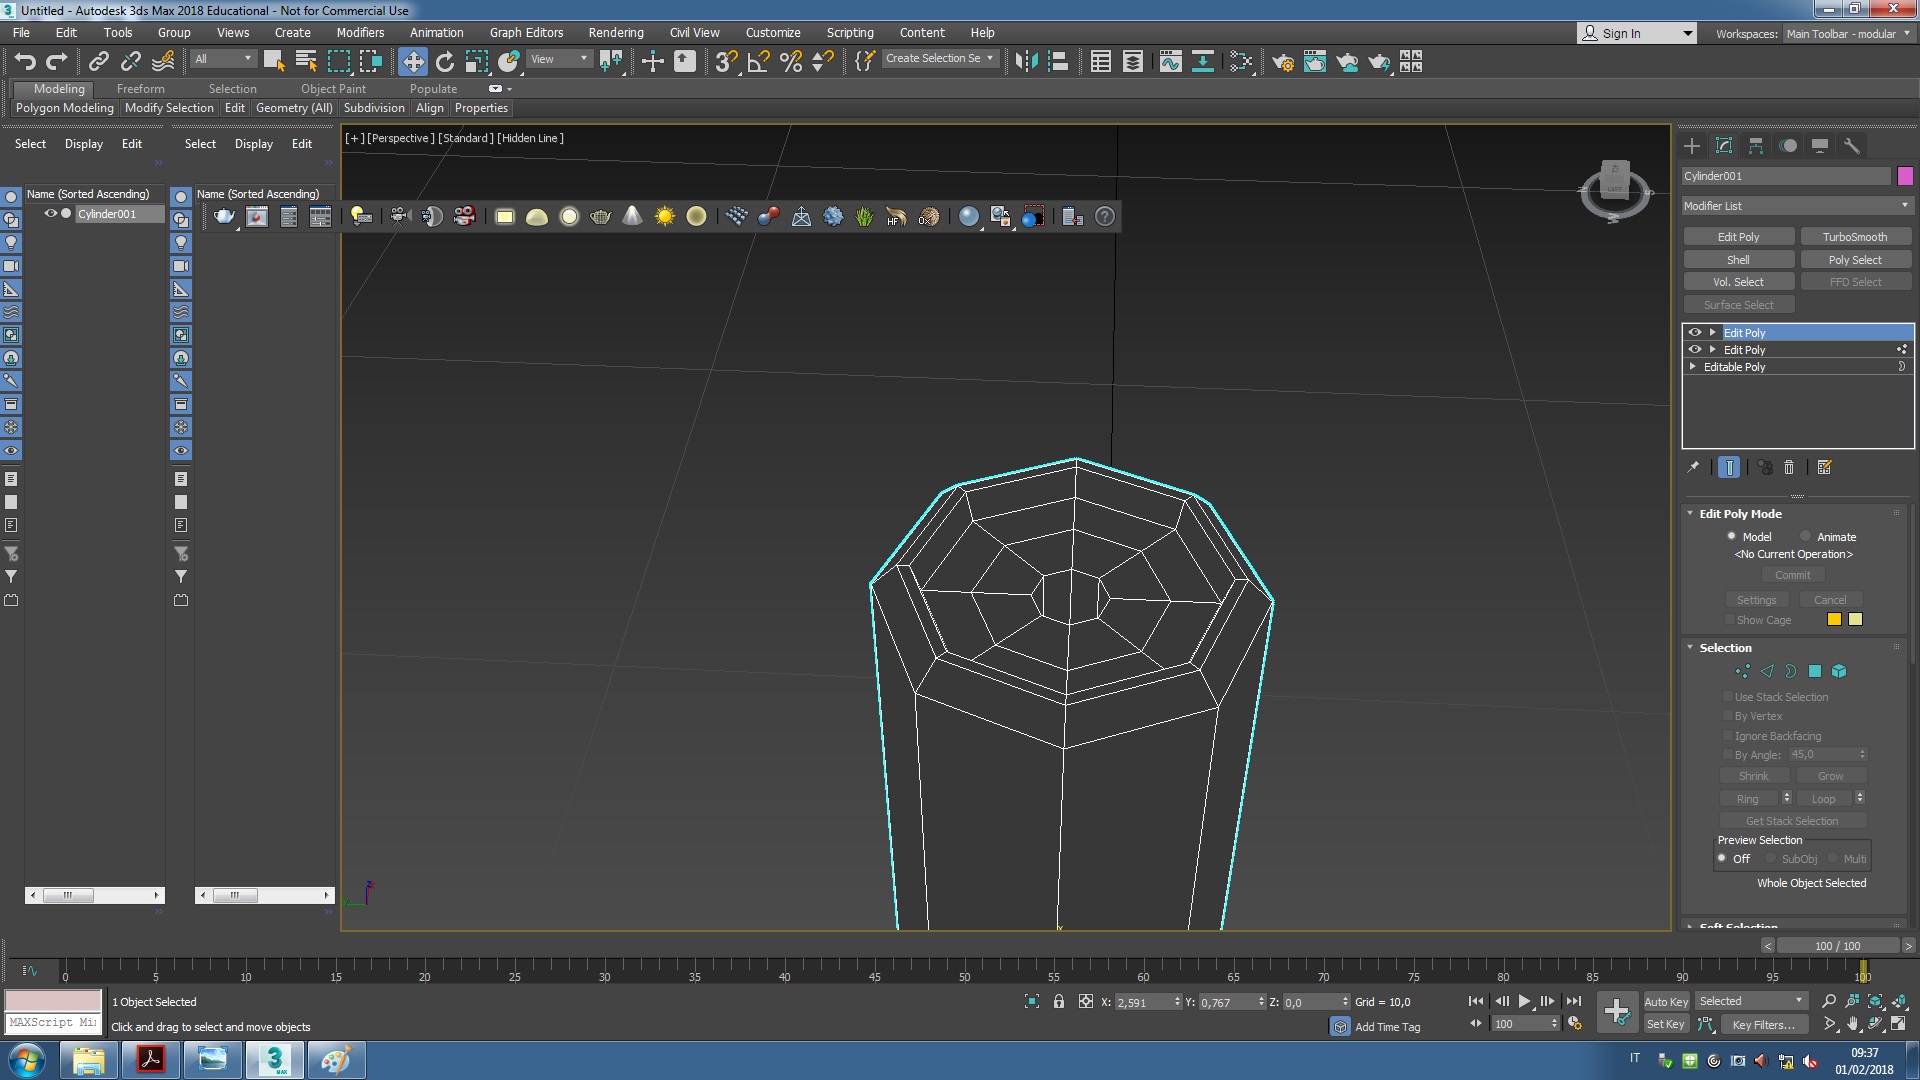 Untitled - Autodesk 3ds Max 2018 Educational - Not for Commercial Use
File Edit Tools Group Views Create Modifiers Animation Graph Editors Rendering Civil View Customize Scripting Content Help
Sign In
Workspaces: Main Toolbar - modular
All
View
Create Selection Se
Modeling Freeform Selection Object Paint Populate
Polygon Modeling Modify Selection Edit Geometry (All) Subdivision Align Properties
Select Display Edit
Select Display Edit
Name (Sorted Ascending)
Cylinder001
Name (Sorted Ascending)
[+] [Perspective] [Standard] [Hidden Line]
Cylinder001
Modifier List
Edit Poly TurboSmooth
Shell Poly Select
Vol. Select FFD Select
Surface Select
Edit Poly
Edit Poly
Editable Poly
Edit Poly Mode
Model Animate
<No Current Operation>
Commit
Settings Cancel
Show Cage
Selection
Use Stack Selection
By Vertex
Ignore Backfacing
By Angle: 45,0
Shrink Grow
Ring Loop
Get Stack Selection
Preview Selection
Off SubObj Multi
Whole Object Selected
Soft Selection
100 / 100
0 5 10 15 20 25 30 35 40 45 50 55 60 65 70 75 80 85 90 95 100
1 Object Selected
X: 2,591 Y: 0,767 Z: 0,0 Grid = 10,0
Auto Key Selected
MAXScript Mi
Click and drag to select and move objects
Add Time Tag
100
Set Key Key Filters...
3
MAX
IT
09:37
01/02/2018